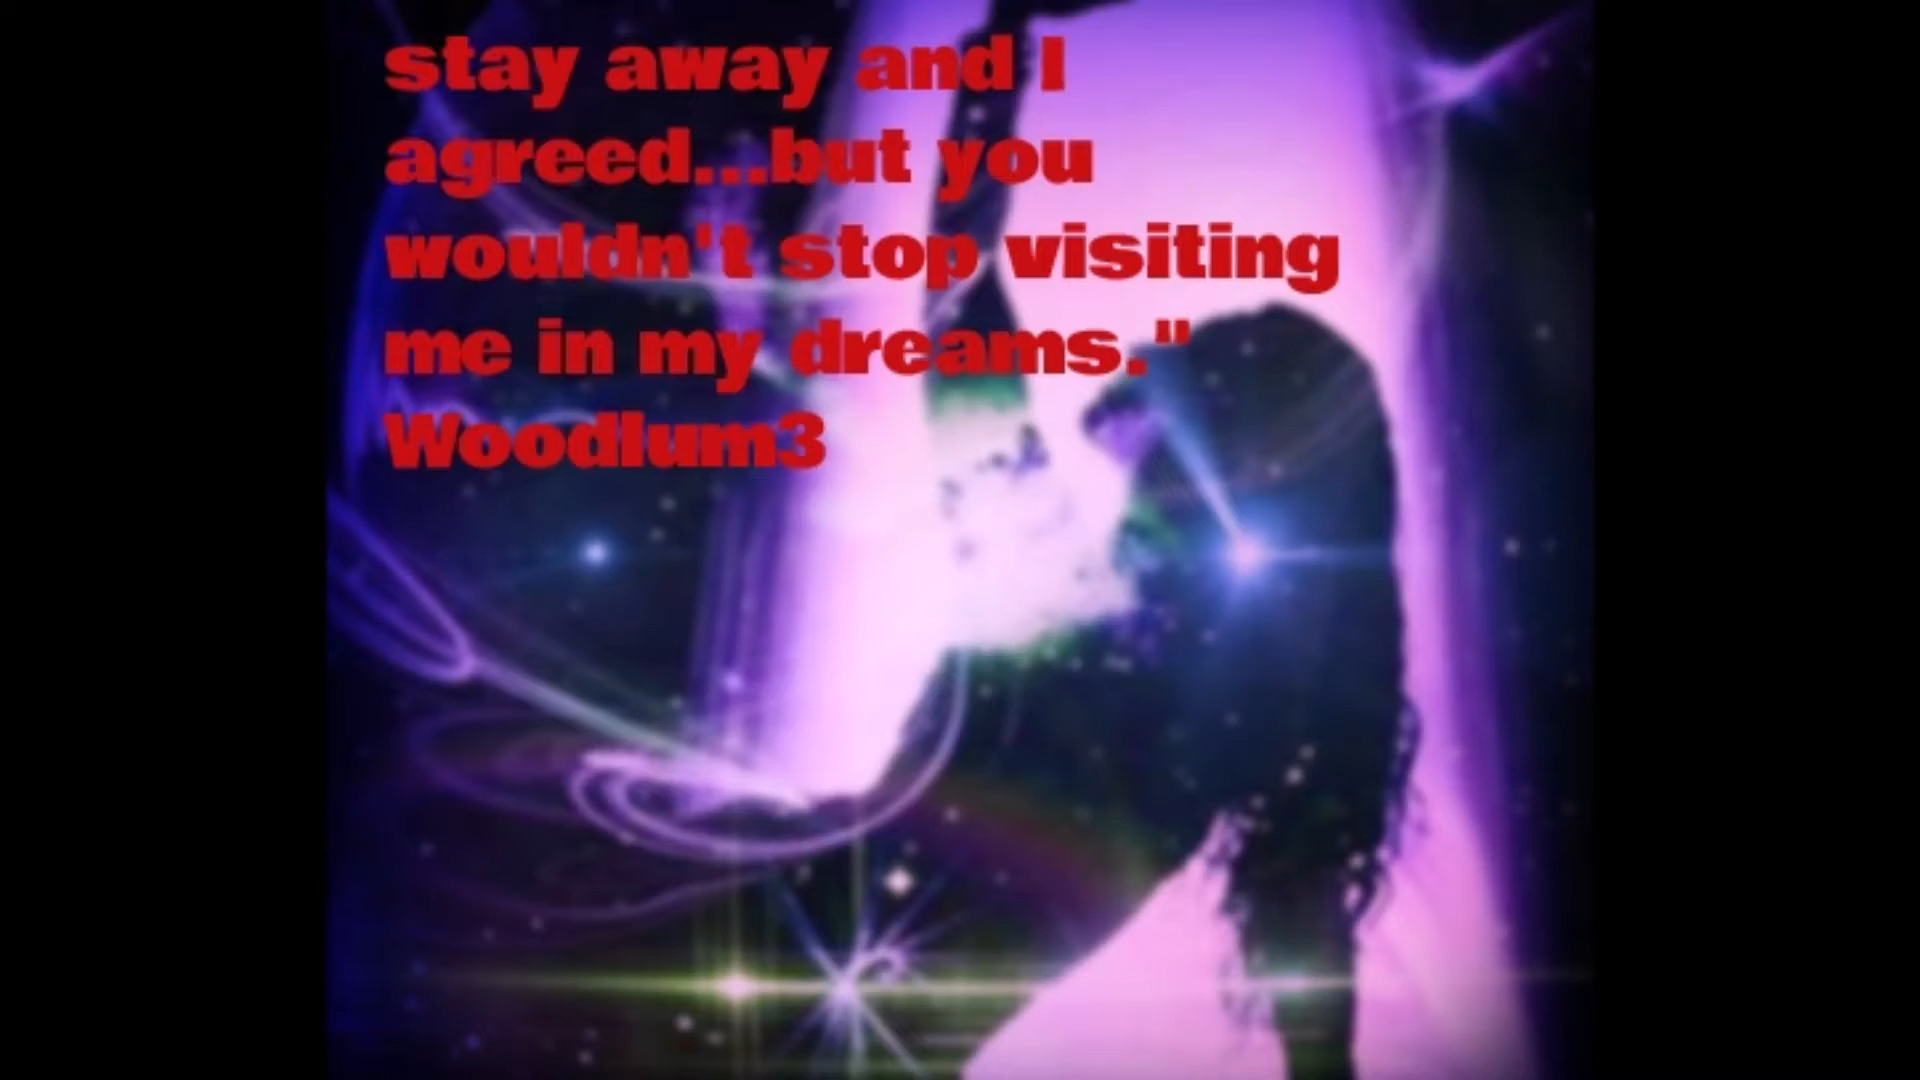 stay away and I
agreed...but you
wouldn't stop visiting
me in my dreams."
Woodlum3